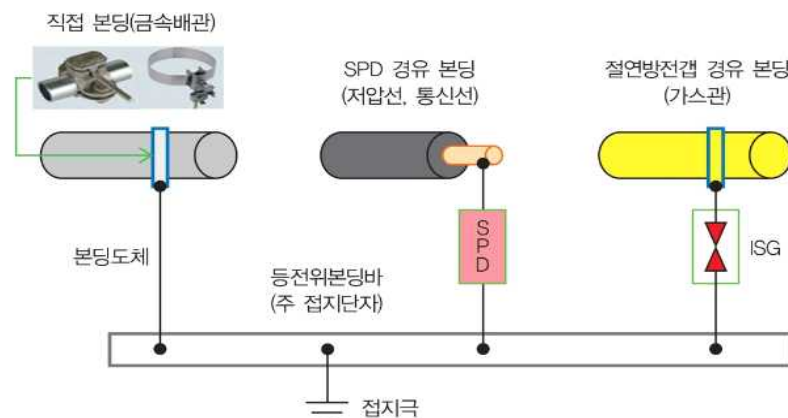 직접 본딩(금속배관)
SPD 경유 본딩
(저압선, 통신선)
절연방전갭 경유 본딩
(가스관)
본딩도체
SPD
ISG
등전위본딩바
(주 접지단자)
접지극